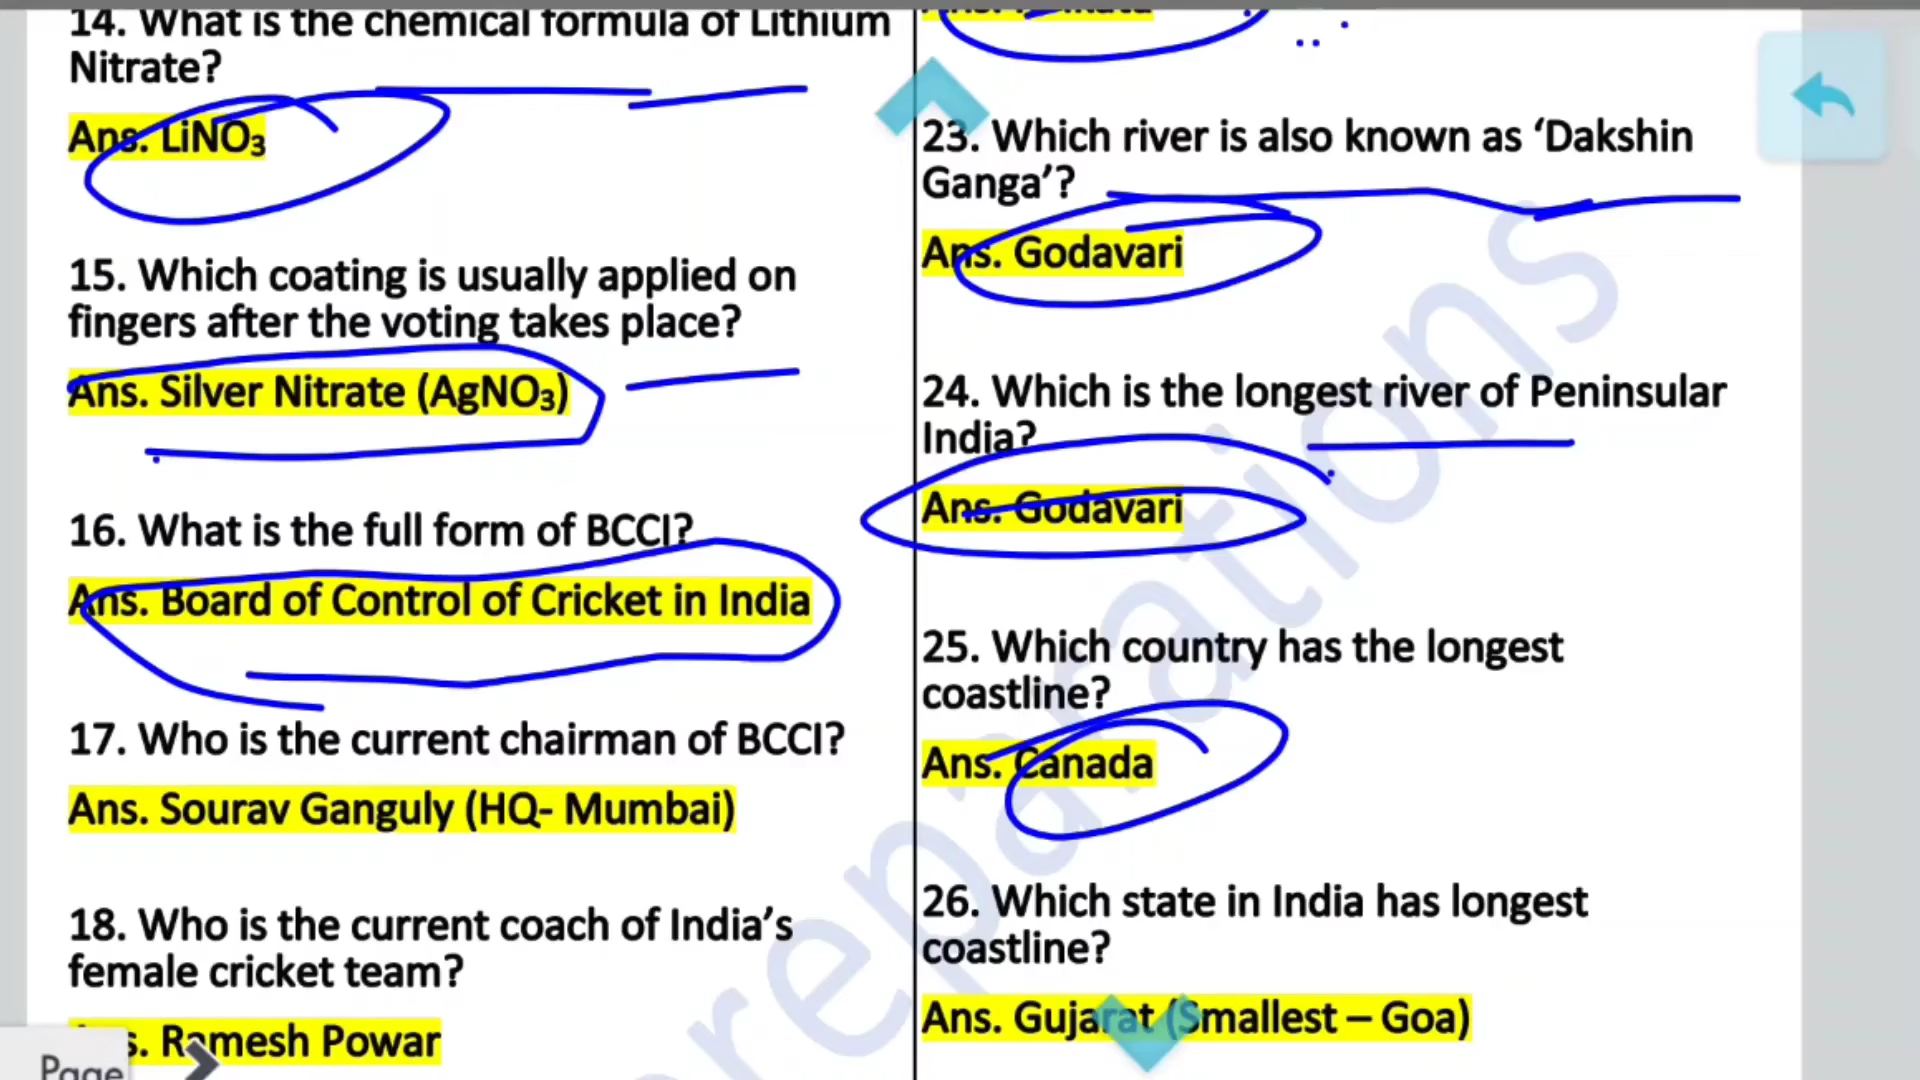 14. What is the chemical formula of Lithium
Nitrate?
Ans. LiNO₃
15. Which coating is usually applied on
fingers after the voting takes place?
Ans. Silver Nitrate (AgNO₃)
16. What is the full form of BCCI?
Ans. Board of Control of Cricket in India
17. Who is the current chairman of BCCI?
Ans. Sourav Ganguly (HQ- Mumbai)
18. Who is the current coach of India’s
female cricket team?
s. Ramesh Powar
Page
23. Which river is also known as ‘Dakshin
Ganga’?
Ans. Godavari
24. Which is the longest river of Peninsular
India?
Ans. Godavari
25. Which country has the longest
coastline?
Ans. Canada
26. Which state in India has longest
coastline?
Ans. Gujarat (Smallest – Goa)
reparations